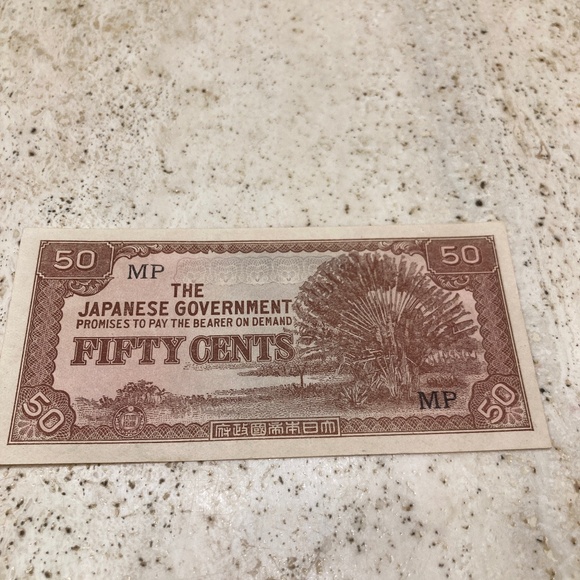 50
50
MP
THE
JAPANESE GOVERNMENT
PROMISES TO PAY THE BEARER ON DEMAND
FIFTY CENTS
MP
50
50
府政國帝本日大